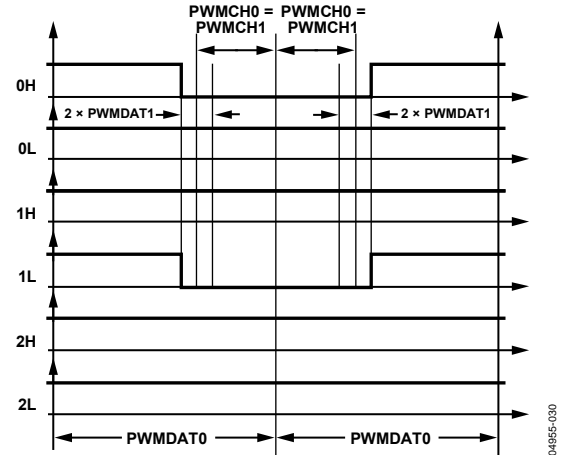 PWMCH0 = PWMCH0 =
PWMCH1 PWMCH1
0H
2 × PWMDAT1 2 × PWMDAT1
0L
1H
1L
2H
2L
PWMDAT0 PWMDAT0
04955-030